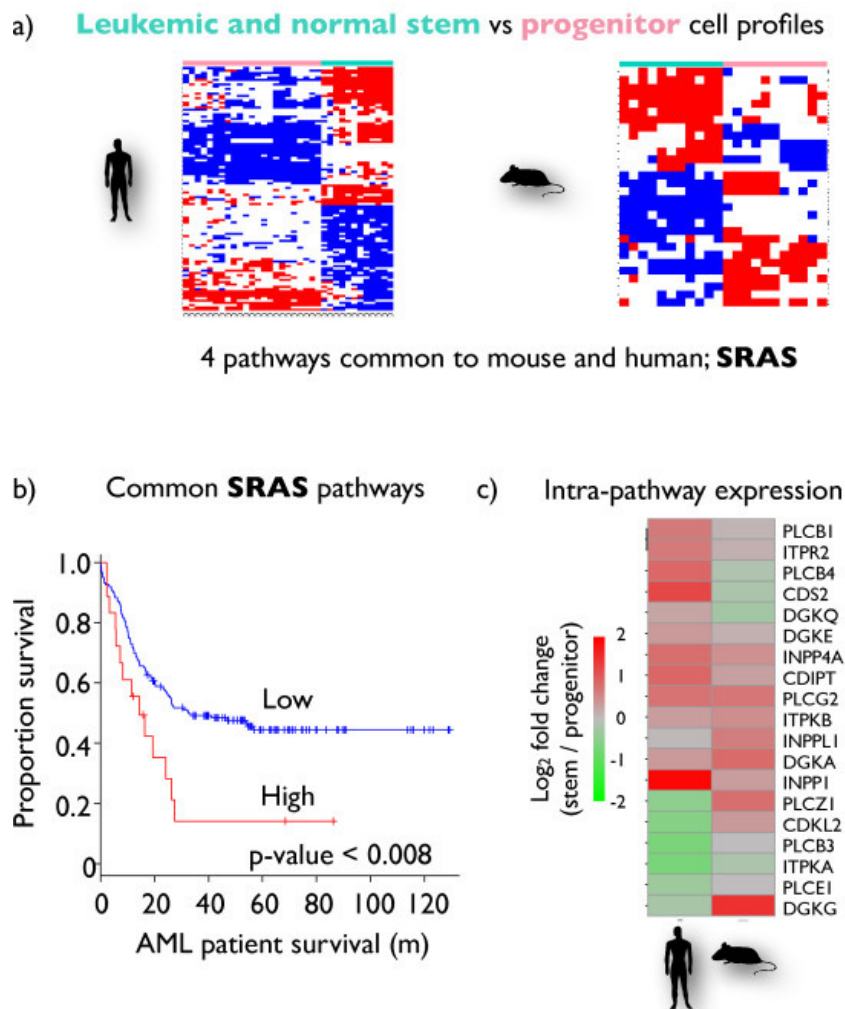 a) Leukemic and normal stem vs progenitor cell profiles
4 pathways common to mouse and human; SRAS
b) Common SRAS pathways
Proportion survival
1.0
0.8
0.6
0.4
0.2
0
Low
High
p-value < 0.008
0 20 40 60 80 100 120
AML patient survival (m)
c) Intra-pathway expression
Log2 fold change
(stem / progenitor)
2
1
0
-1
-2
PLCB1
ITPR2
PLCB4
CDS2
DGKQ
DGKE
INPP4A
CDIPT
PLCG2
ITPKB
INPPL1
DGKA
INPP1
PLCZ1
CDKL2
PLCB3
ITPKA
PLCE1
DGKG